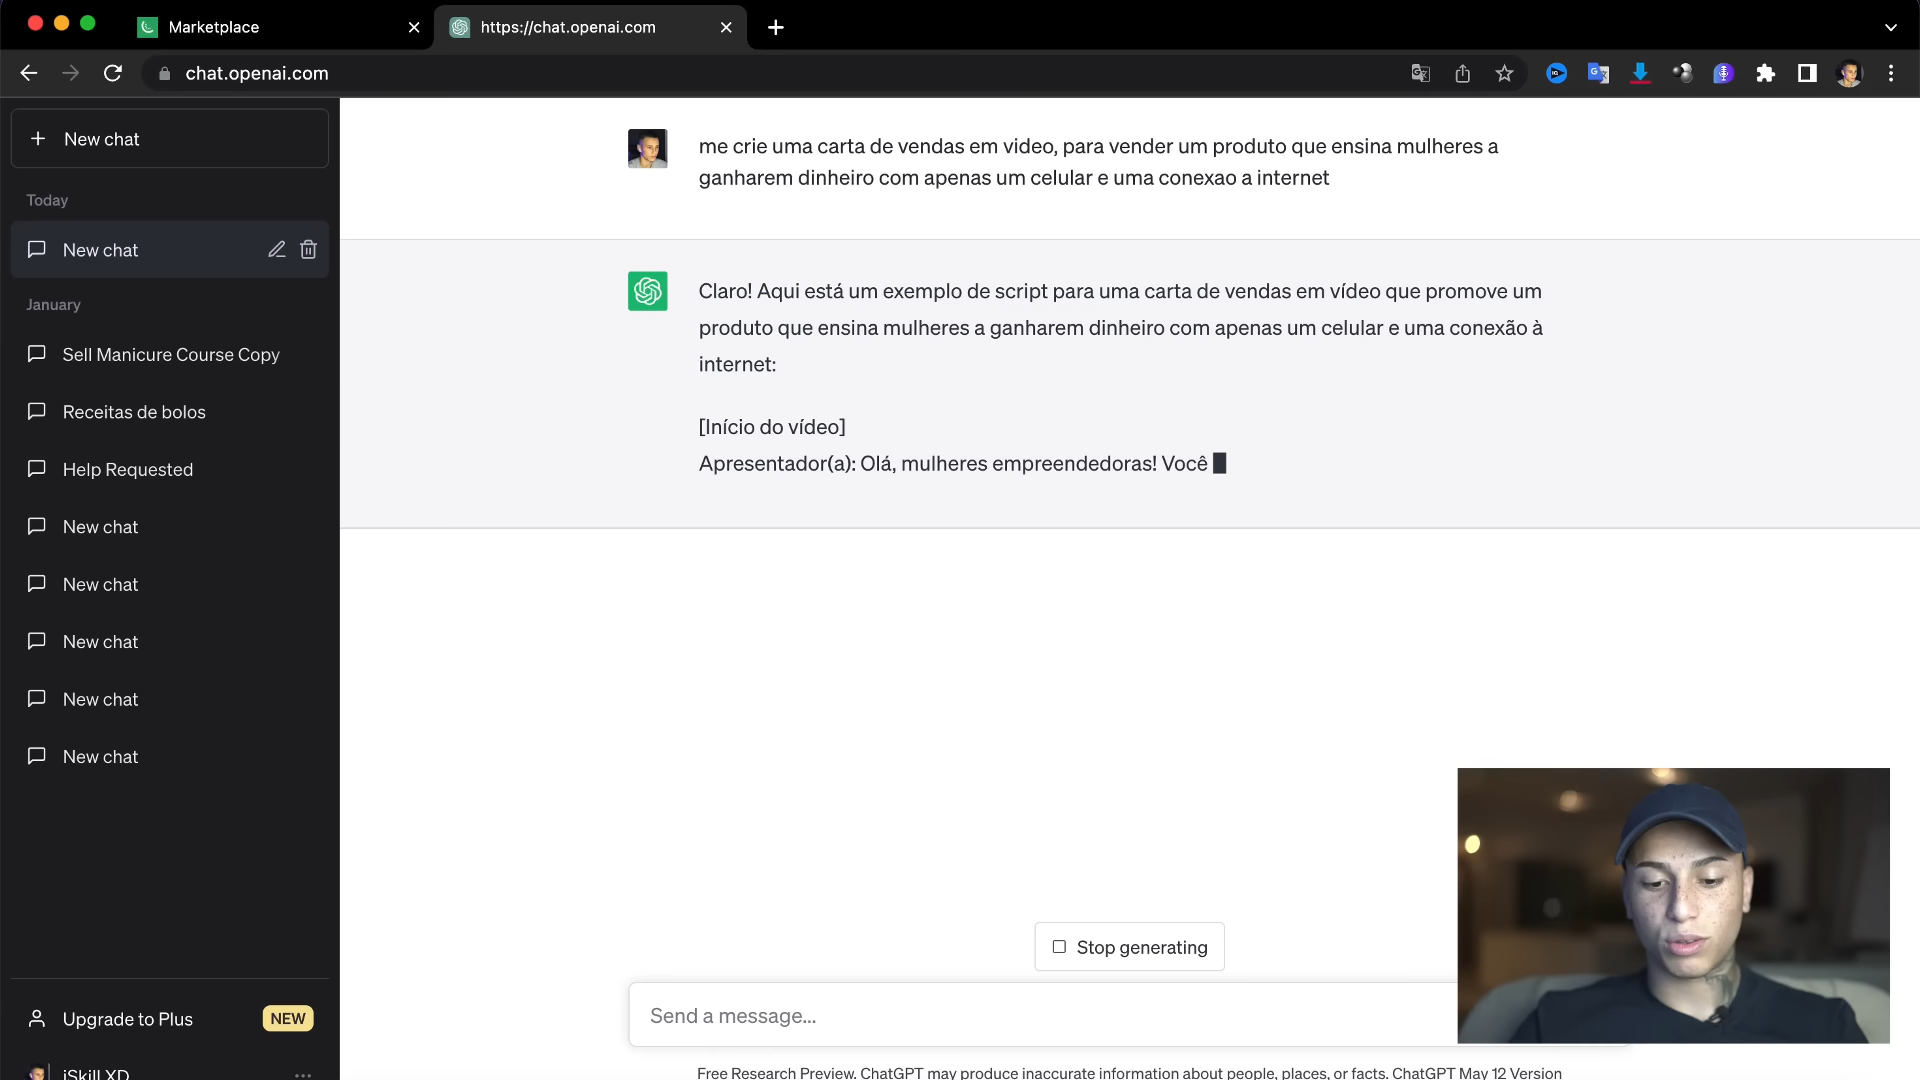 Marketplace
https://chat.openai.com
chat.openai.com
New chat
Today
New chat
January
Sell Manicure Course Copy
Receitas de bolos
Help Requested
New chat
New chat
New chat
New chat
New chat
Upgrade to Plus NEW
iSkill XD
me crie uma carta de vendas em video, para vender um produto que ensina mulheres a
ganharem dinheiro com apenas um celular e uma conexao a internet
Claro! Aqui está um exemplo de script para uma carta de vendas em vídeo que promove um
produto que ensina mulheres a ganharem dinheiro com apenas um celular e uma conexão à
internet:
[Início do vídeo]
Apresentador(a): Olá, mulheres empreendedoras! Você
Stop generating
Send a message...
Free Research Preview. ChatGPT may produce inaccurate information about people, places, or facts. ChatGPT May 12 Version